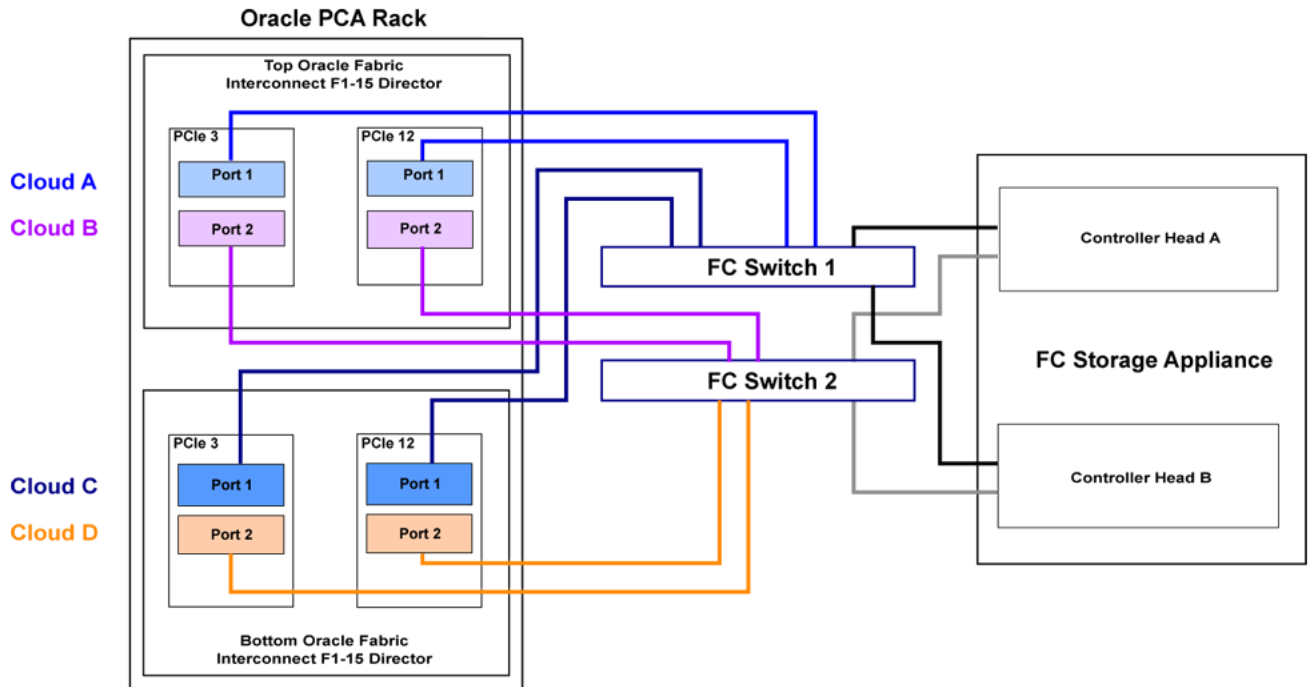 Oracle PCA Rack
Top Oracle Fabric
Interconnect F1-15 Director
PCIe 3
PCIe 12
Port 1
Port 1
Cloud A
Cloud B
Port 2
Port 2
FC Switch 1
Controller Head A
FC Storage Appliance
FC Switch 2
PCIe 3
PCIe 12
Port 1
Port 1
Cloud C
Controller Head B
Cloud D
Port 2
Port 2
Bottom Oracle Fabric
Interconnect F1-15 Director